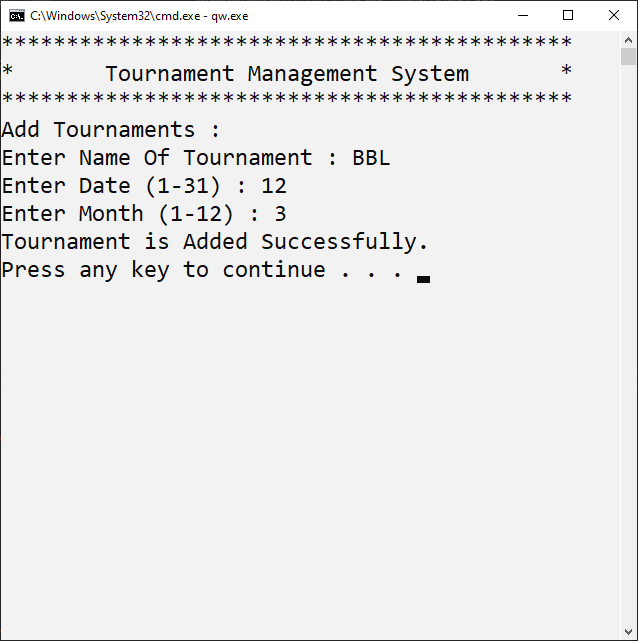 C:\Windows\System32\cmd.exe - qw.exe
********************************************
*       Tournament Management System       *
********************************************
Add Tournaments :
Enter Name Of Tournament : BBL
Enter Date (1-31) : 12
Enter Month (1-12) : 3
Tournament is Added Successfully.
Press any key to continue . . .